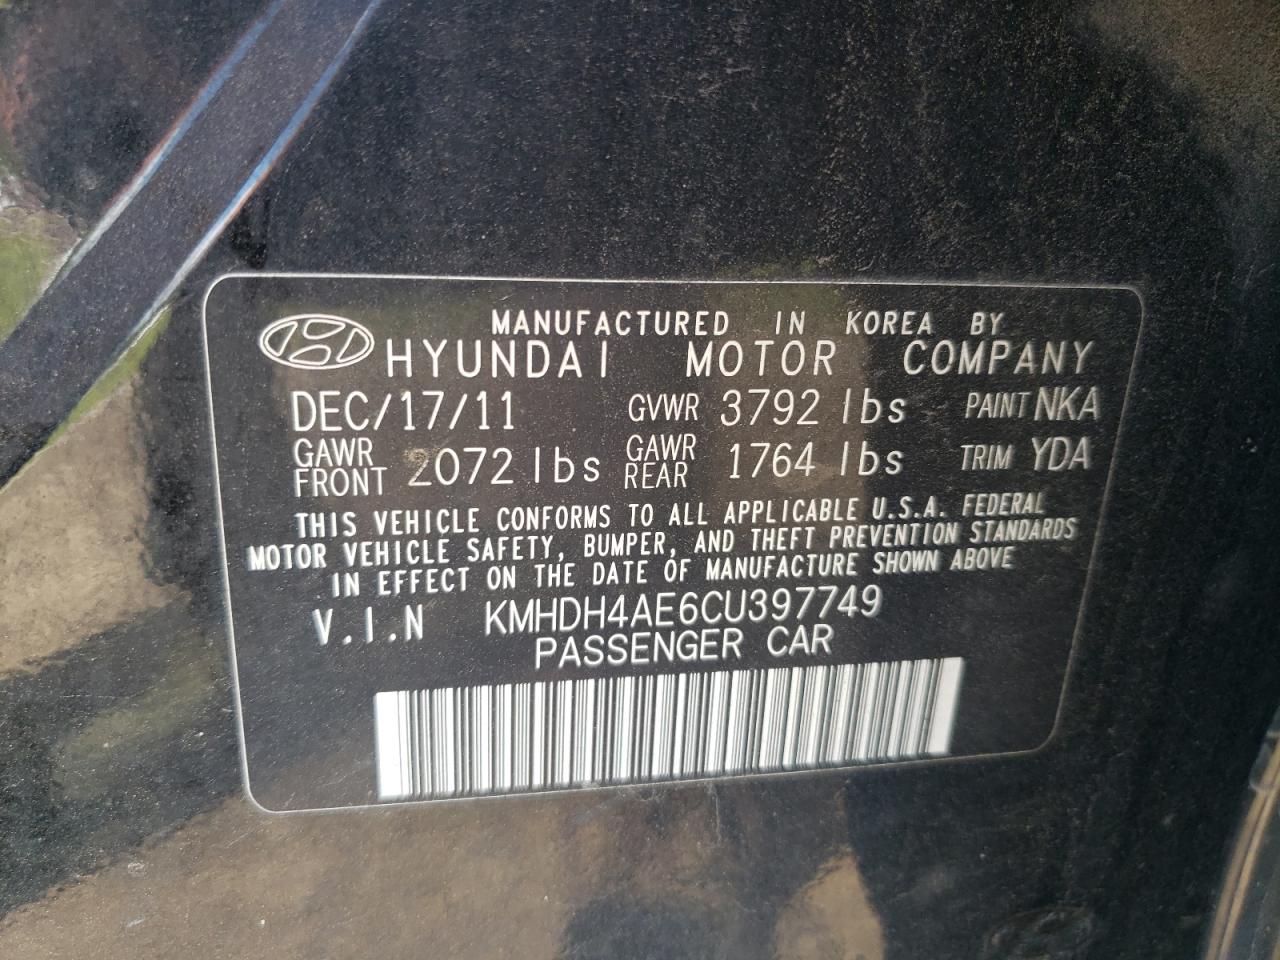 MANUFACTURED IN KOREA BY
HYUNDAI MOTOR COMPANY
DEC/17/11 GVWR 3792 lbs PAINT NKA
GAWR FRONT 2072 lbs GAWR REAR 1764 lbs TRIM YDA
THIS VEHICLE CONFORMS TO ALL APPLICABLE U.S.A. FEDERAL
MOTOR VEHICLE SAFETY, BUMPER, AND THEFT PREVENTION STANDARDS
IN EFFECT ON THE DATE OF MANUFACTURE SHOWN ABOVE
V.I.N KMHDH4AE6CU397749
PASSENGER CAR